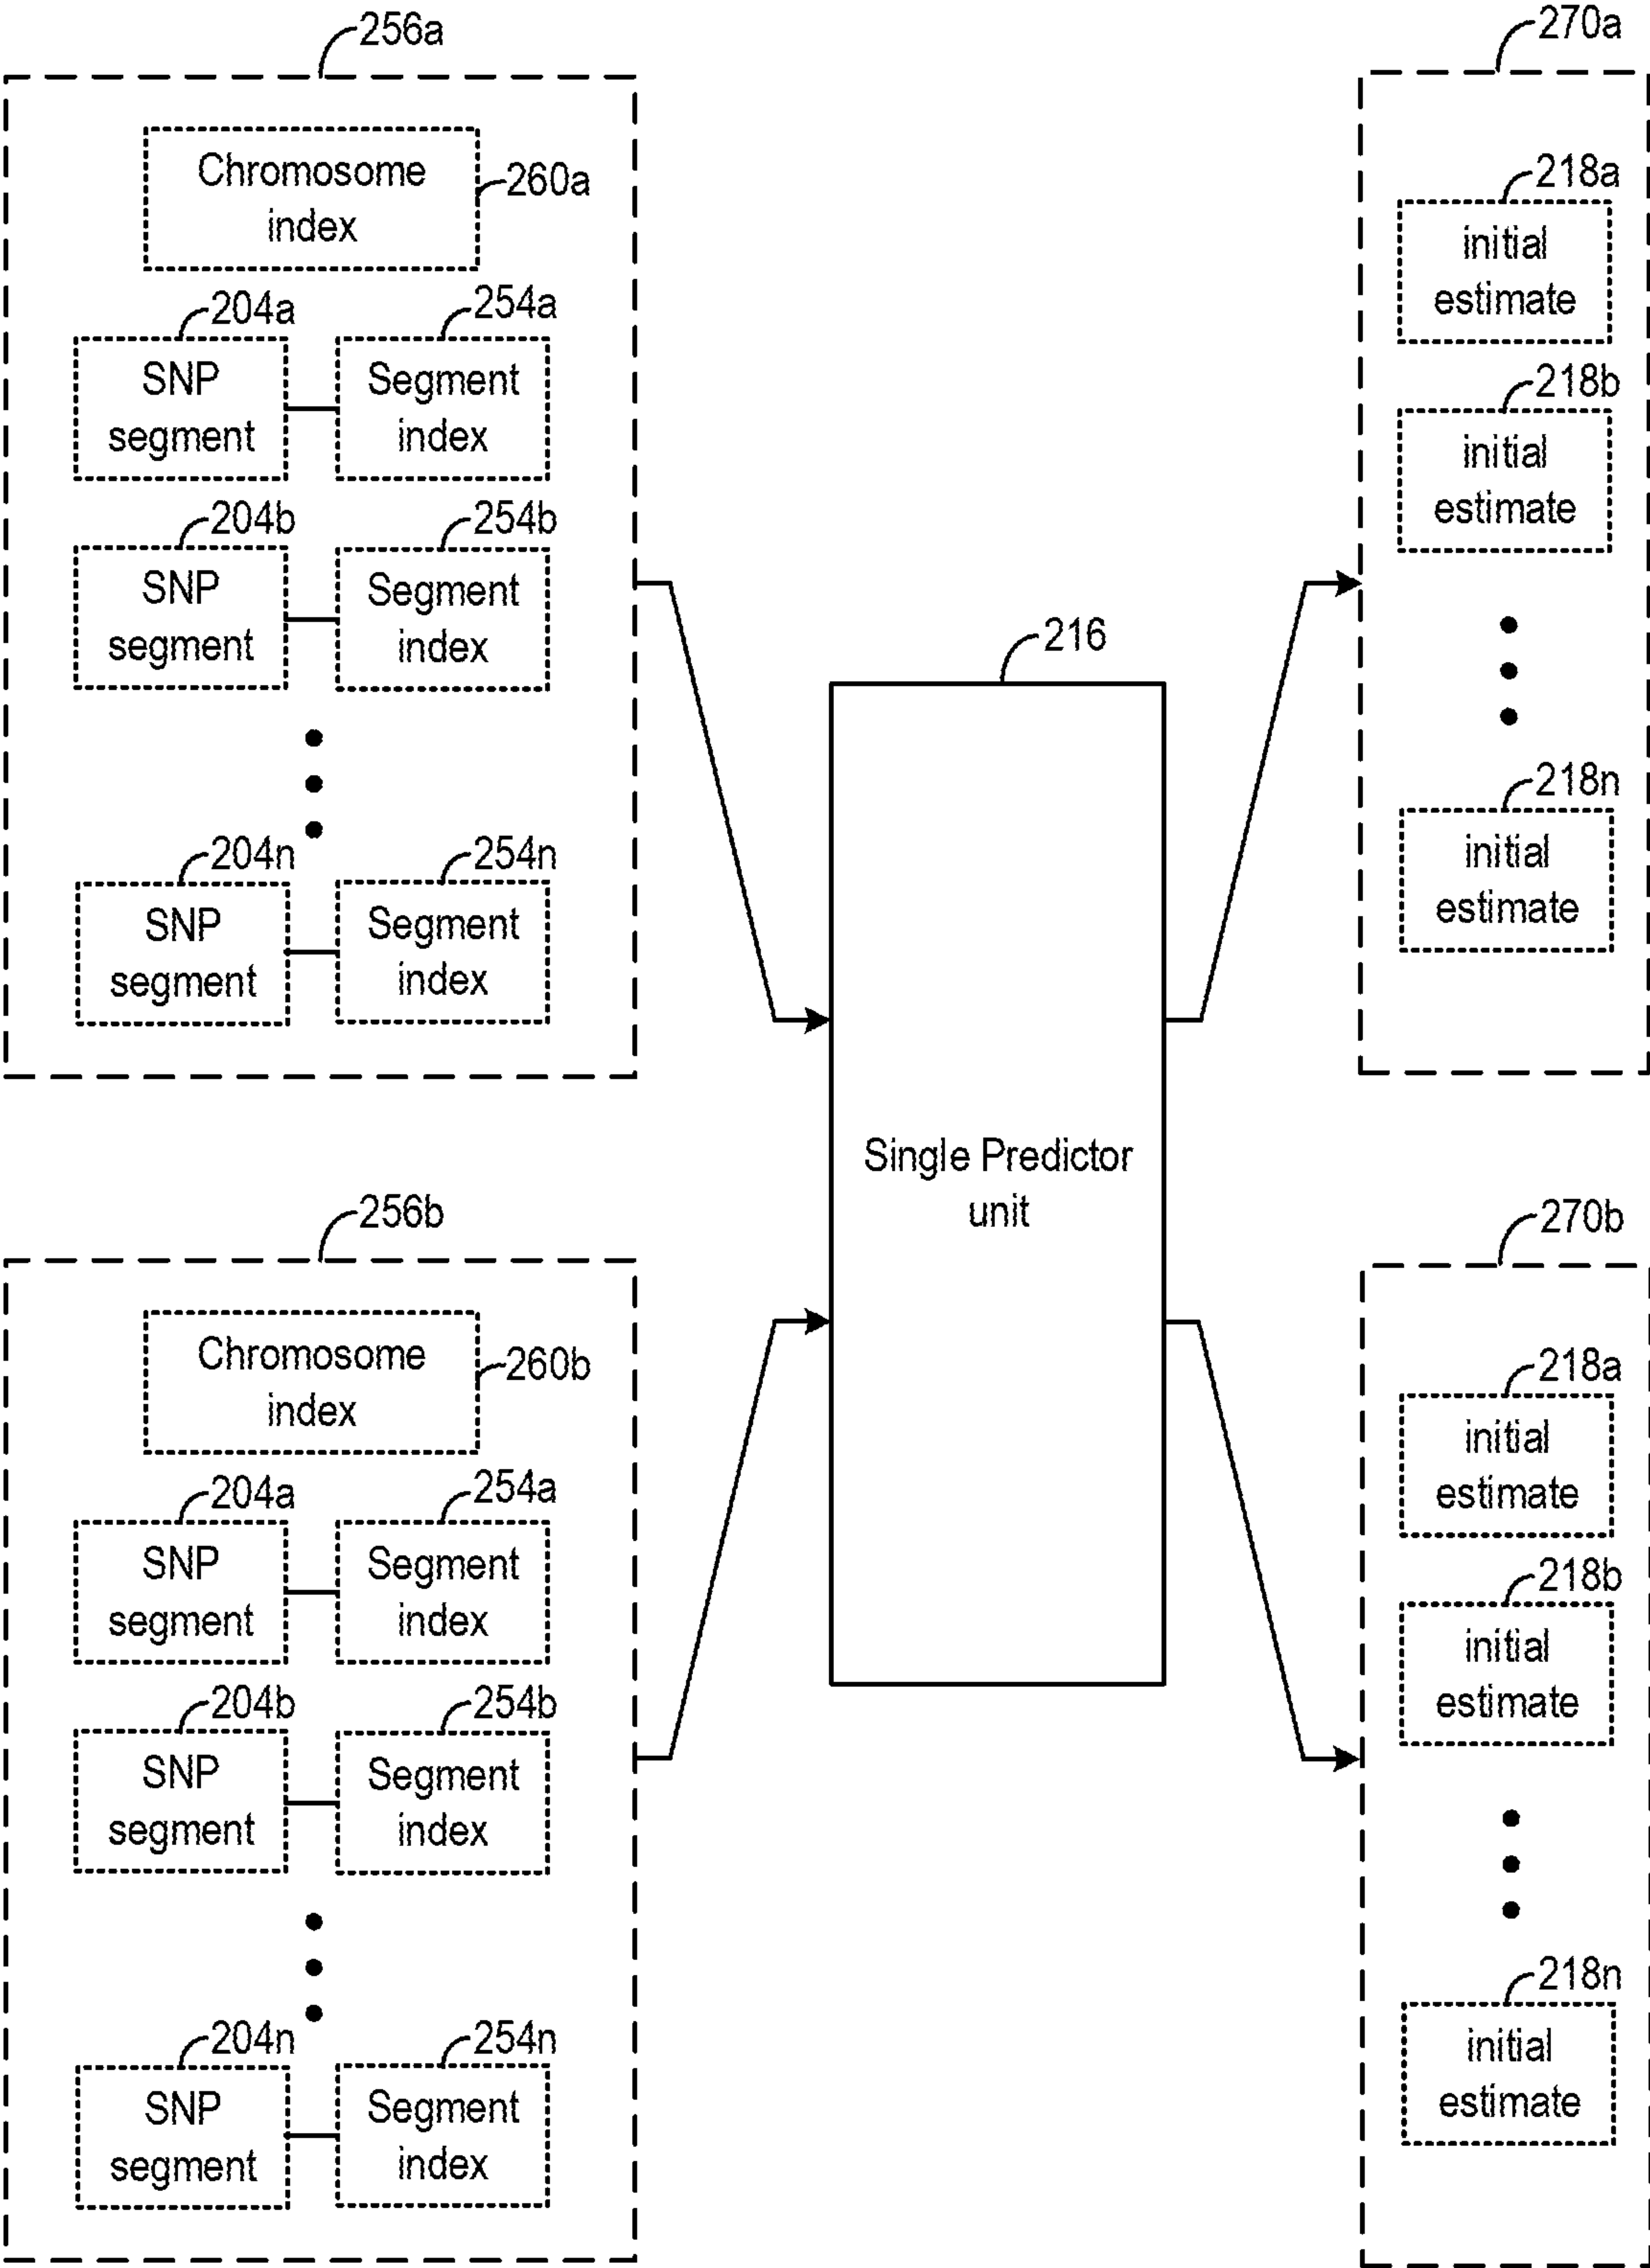 256a
Chromosome
index
260a
204a
254a
SNP
segment
Segment
index
204b
254b
SNP
segment
Segment
index
204n
254n
SNP
segment
Segment
index
256b
Chromosome
index
260b
204a
254a
SNP
segment
Segment
index
204b
254b
SNP
segment
Segment
index
204n
254n
SNP
segment
Segment
index
216
Single Predictor
unit
270a
218a
initial
estimate
218b
initial
estimate
218n
initial
estimate
270b
218a
initial
estimate
218b
initial
estimate
218n
initial
estimate